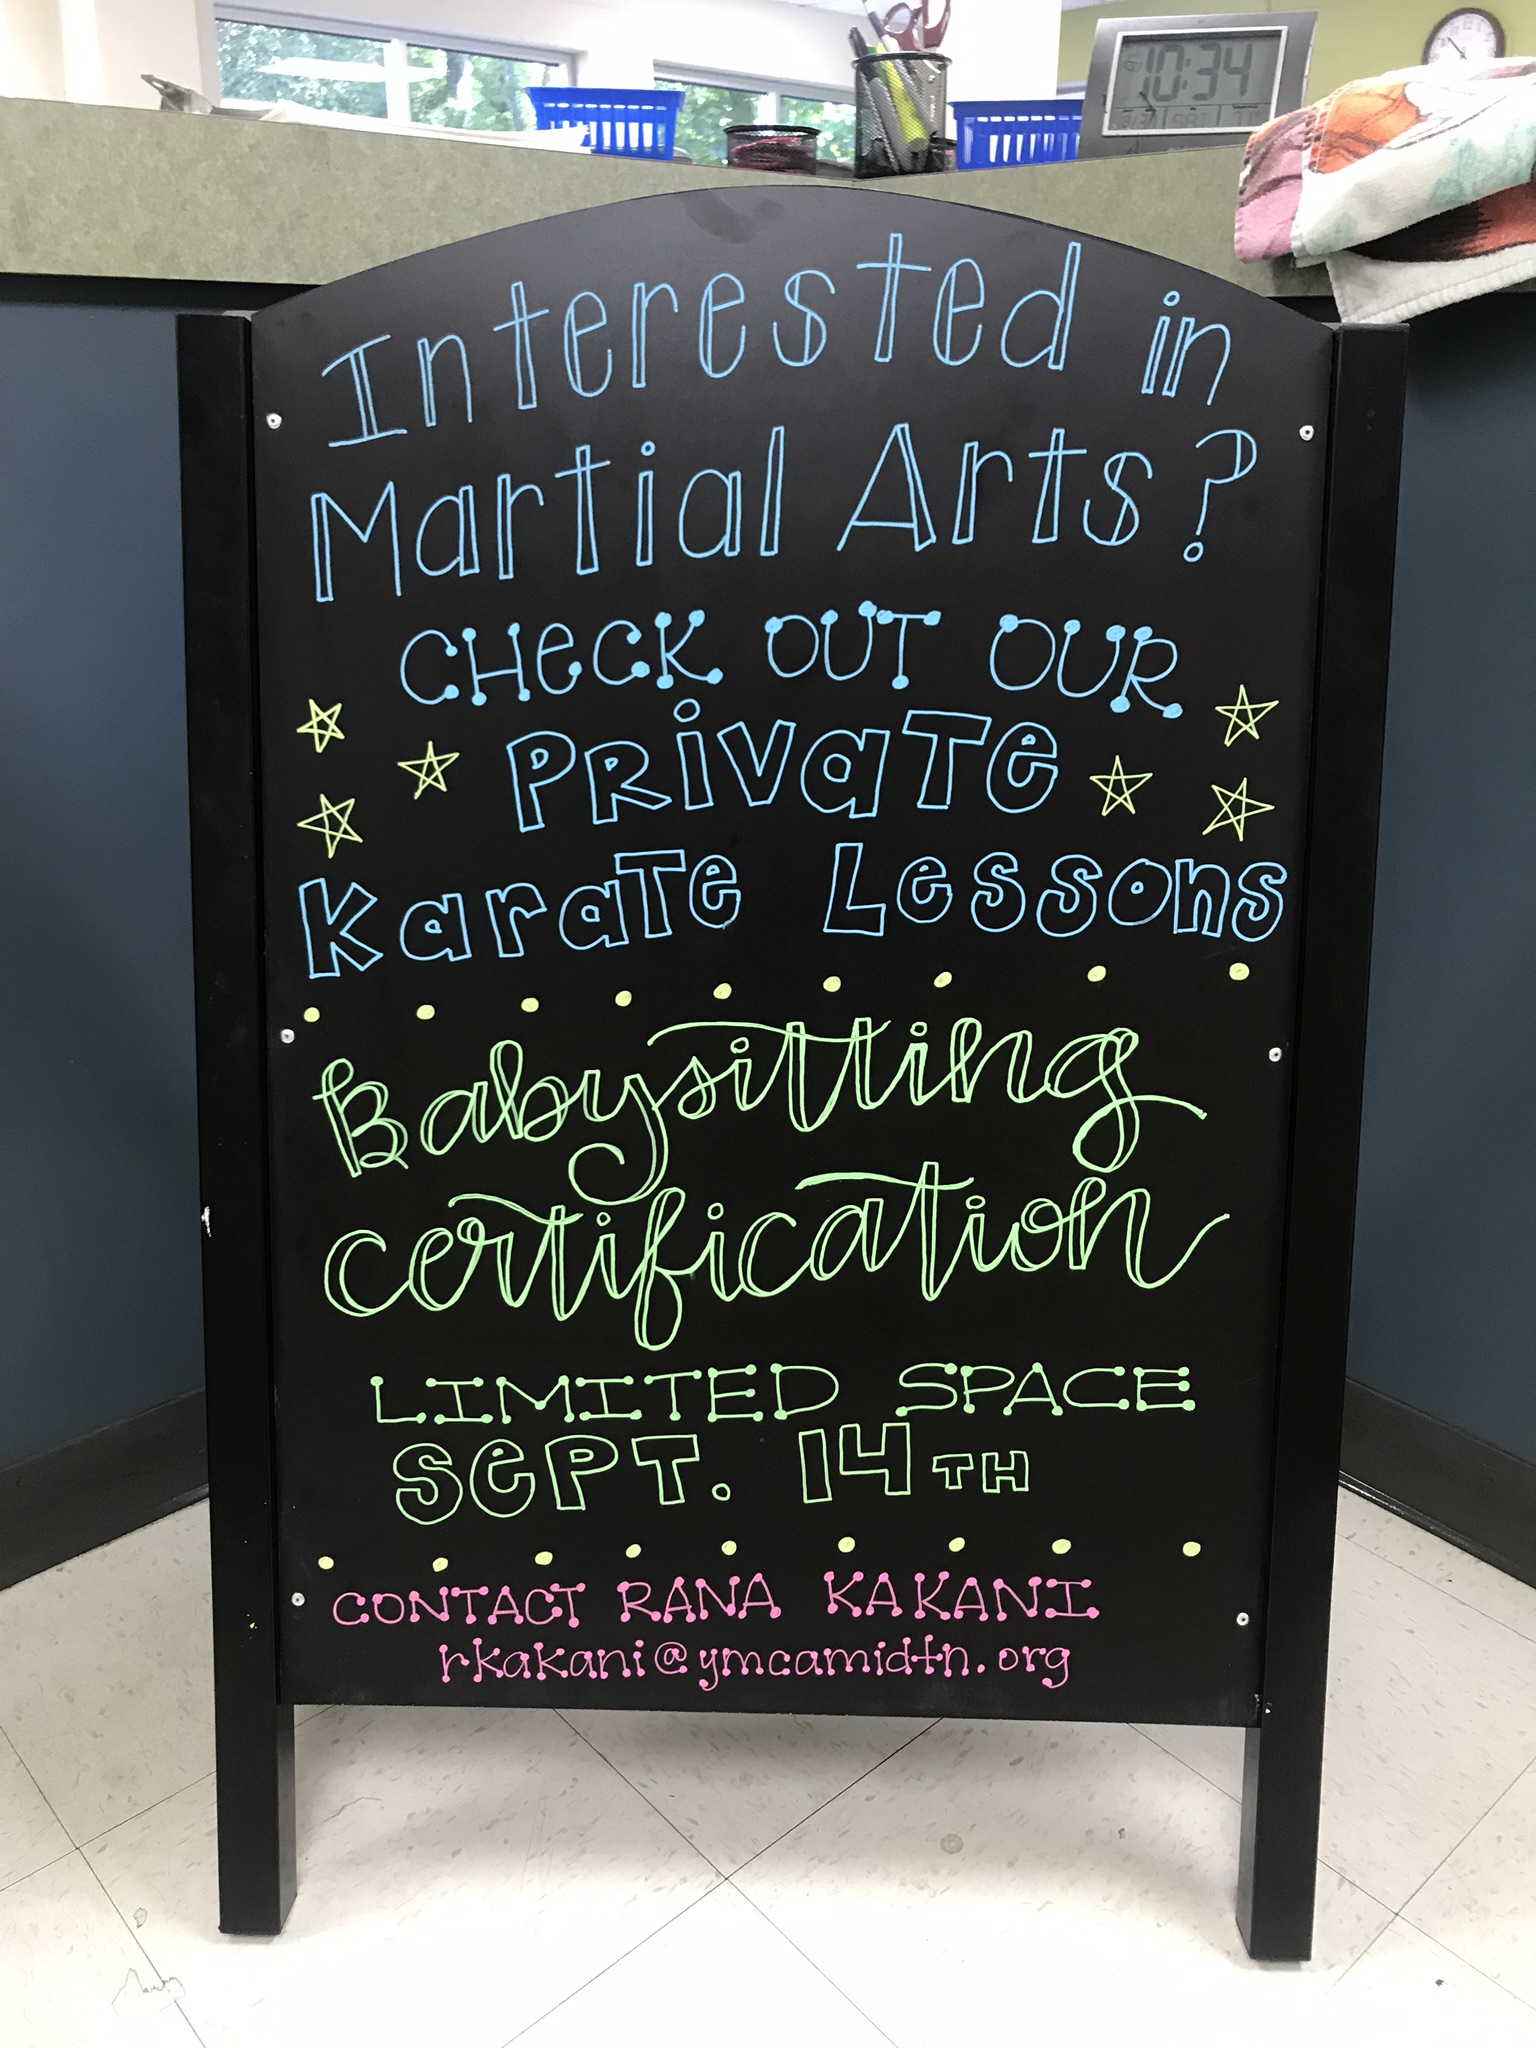 10:34
Interested in
Martial Arts?
CHeCK OUT OUR
PRivaTe
KaraTe Lessons
Babysitting
certification
LIMITED SPACE
SePT. 14TH
CONTACT RANA KAKANI
rkakani@ymcamidtn.org